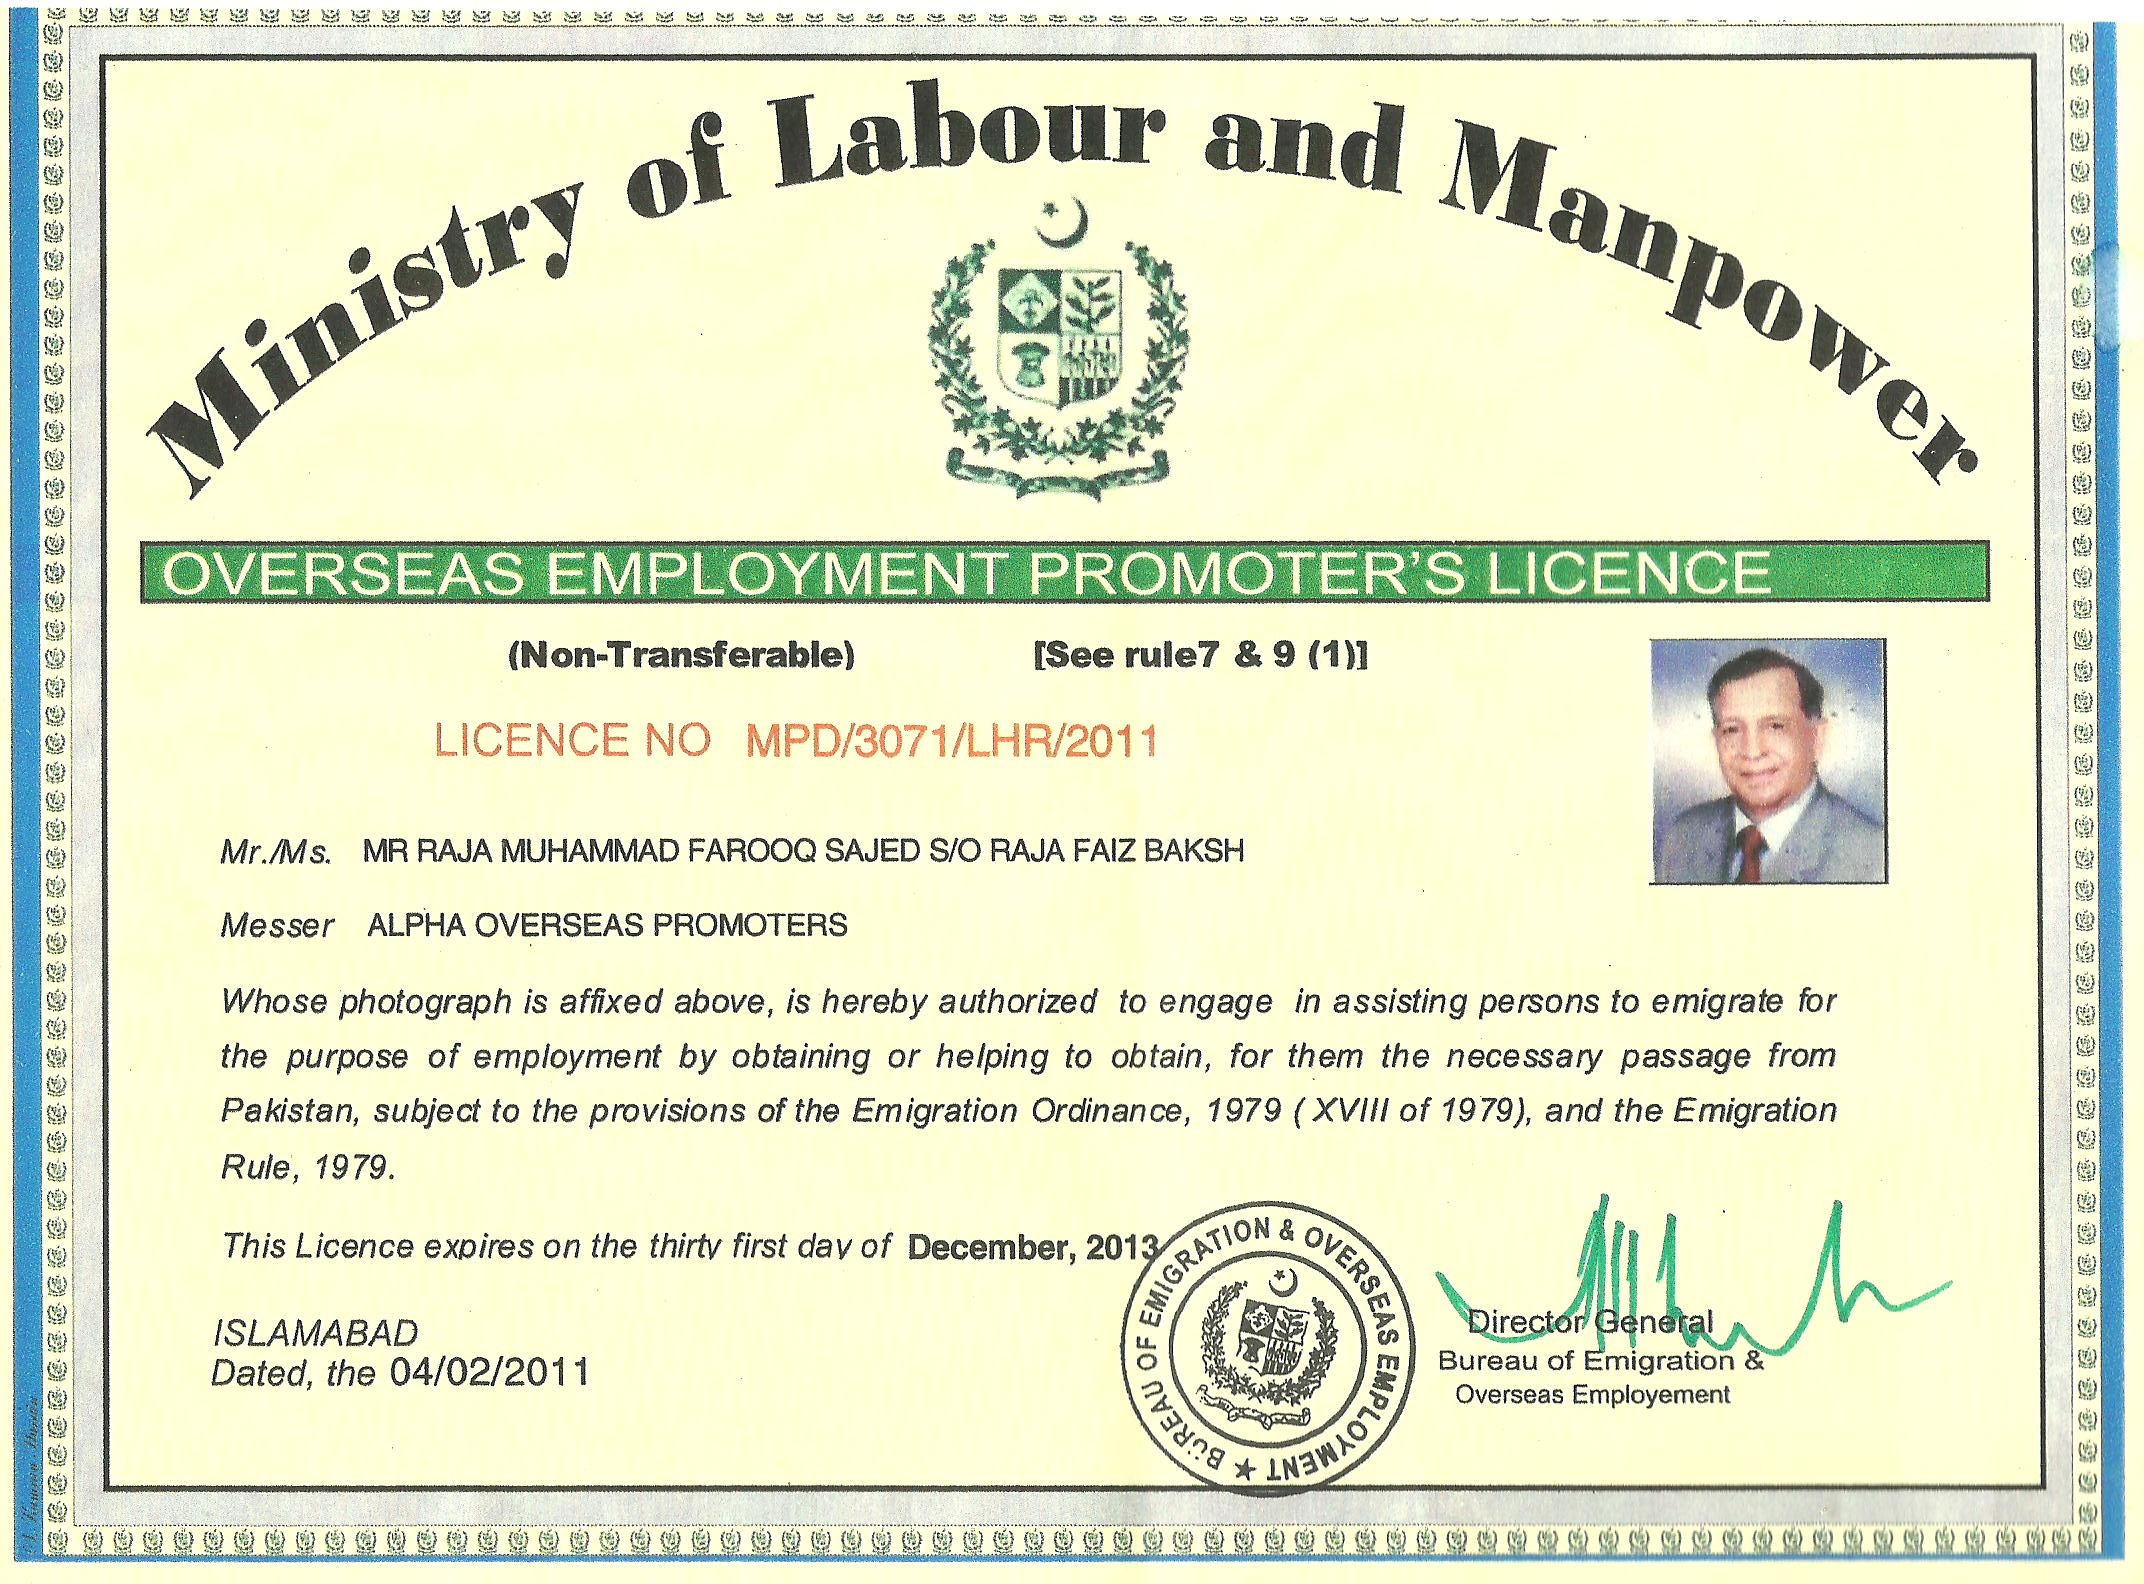 Ministry of Labour and Manpower
OVERSEAS EMPLOYMENT PROMOTER'S LICENCE
(Non-Transferable) [See rule7 & 9 (1)]
LICENCE NO MPD/3071/LHR/2011
Mr./Ms. MR RAJA MUHAMMAD FAROOQ SAJED S/O RAJA FAIZ BAKSH
Messer ALPHA OVERSEAS PROMOTERS
Whose photograph is affixed above, is hereby authorized to engage in assisting persons to emigrate for
the purpose of employment by obtaining or helping to obtain, for them the necessary passage from
Pakistan, subject to the provisions of the Emigration Ordinance, 1979 ( XVIII of 1979), and the Emigration
Rule, 1979.
This Licence expires on the thirty first day of December, 2013
ISLAMABAD
Dated, the 04/02/2011
BUREAU OF EMIGRATION & OVERSEAS EMPLOYMENT ★
Director General
Bureau of Emigration &
Overseas Employement